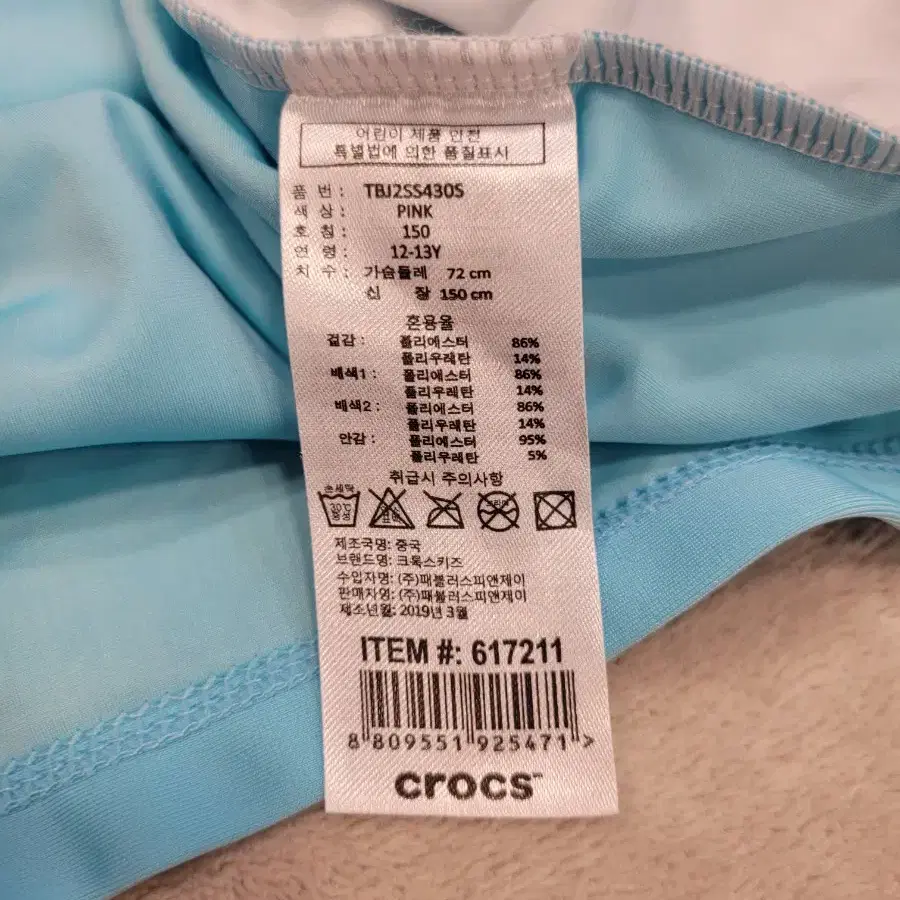 어린이 제품 안전
특별법에 의한 품질표시
품 번 : TBJ2SS430S
색 상 : PINK
호 칭 : 150
연 령 : 12-13Y
치 수 : 가슴둘레 72 cm
신 장 150 cm
혼용율
겉감 : 폴리에스터 86%
폴리우레탄 14%
배색1 : 폴리에스터 86%
폴리우레탄 14%
배색2 : 폴리에스터 86%
폴리우레탄 14%
안감 : 폴리에스터 95%
폴리우레탄 5%
취급시 주의사항
손세탁
30℃
중성
표백
드라이
제조국명: 중국
브랜드명: 크록스키즈
수입자명: (주)패블러스피앤제이
판매자명: (주)패블러스피앤제이
제조년월: 2019년 3월
ITEM #: 617211
8 809551 925471 >
crocs™